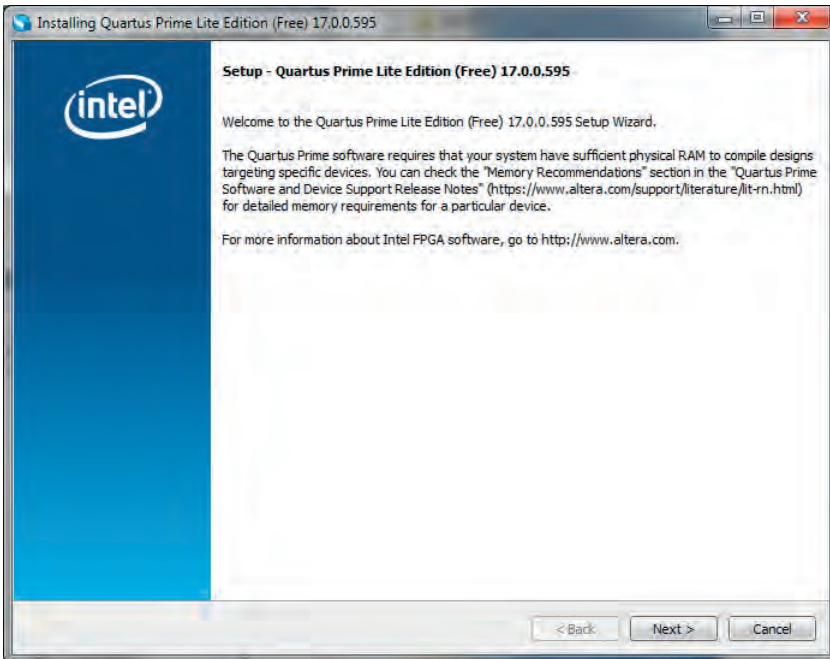 Installing Quartus Prime Lite Edition (Free) 17.0.0.595
intel
Setup - Quartus Prime Lite Edition (Free) 17.0.0.595
Welcome to the Quartus Prime Lite Edition (Free) 17.0.0.595 Setup Wizard.
The Quartus Prime software requires that your system have sufficient physical RAM to compile designs
targeting specific devices. You can check the "Memory Recommendations" section in the "Quartus Prime
Software and Device Support Release Notes" (https://www.altera.com/support/literature/lit-rn.html)
for detailed memory requirements for a particular device.
For more information about Intel FPGA software, go to http://www.altera.com.
< Back Next > Cancel